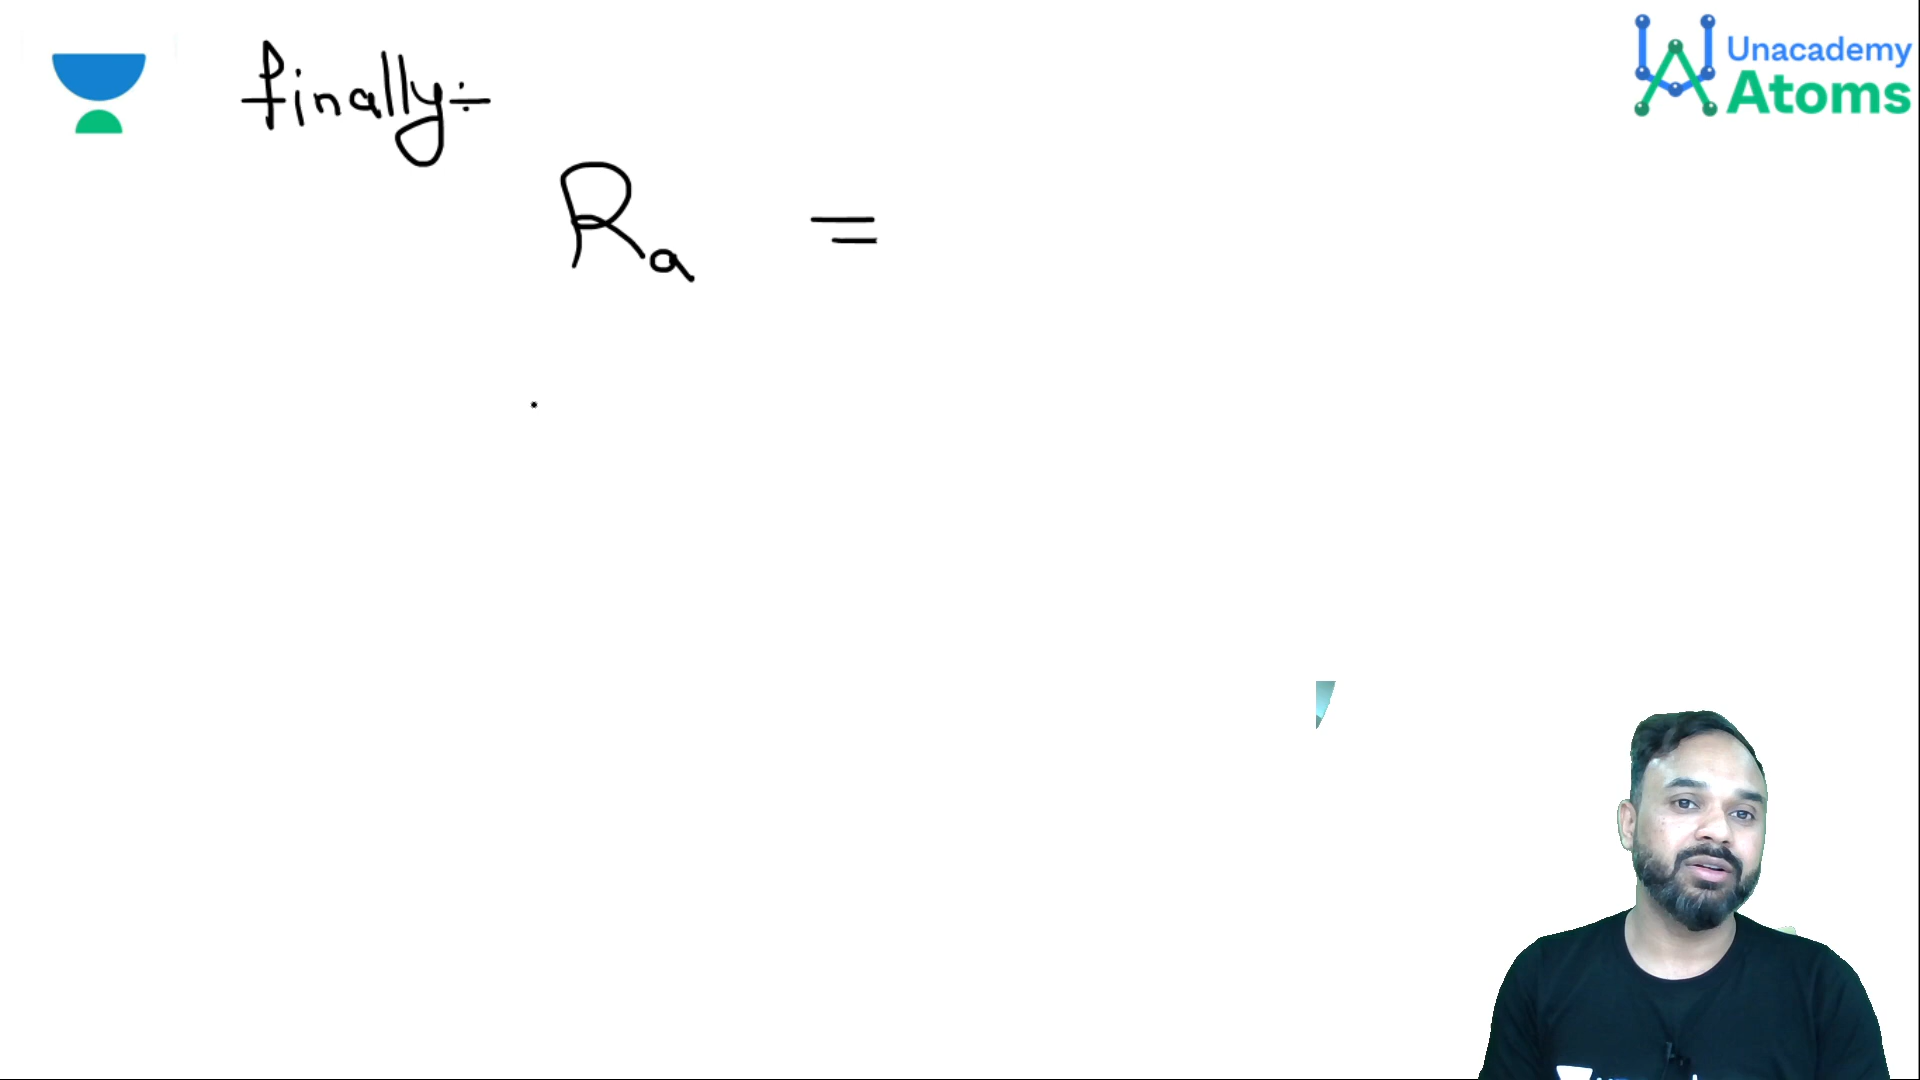 finally:-
Ra =
Unacademy
Atoms